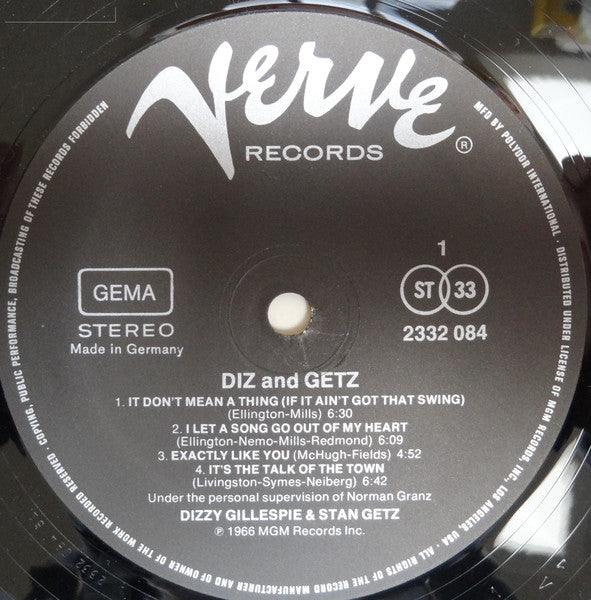 Verve
RECORDS ®
1
GEMA
STEREO
Made in Germany
ST 33
2332 084
DIZ and GETZ
1. IT DON'T MEAN A THING (IF IT AIN'T GOT THAT SWING)
(Ellington-Mills) 6:30
2. I LET A SONG GO OUT OF MY HEART
(Ellington-Nemo-Mills-Redmond) 6:09
3. EXACTLY LIKE YOU (McHugh-Fields) 4:52
4. IT'S THE TALK OF THE TOWN
(Livingston-Symes-Neiberg) 6:42
Under the personal supervision of Norman Granz
DIZZY GILLESPIE & STAN GETZ
℗ 1966 MGM Records Inc.
MFD BY POLYDOR INTERNATIONAL · DISTRIBUTED UNDER LICENSE OF MGM RECORDS, INC. LOS ANGELES, USA · ALL RIGHTS OF THE RECORD MANUFACTURER AND OF THE OWNER OF THE WORK RECORDED RESERVED · COPYING, PUBLIC PERFORMANCE, BROADCASTING OF THESE RECORDS FORBIDDEN